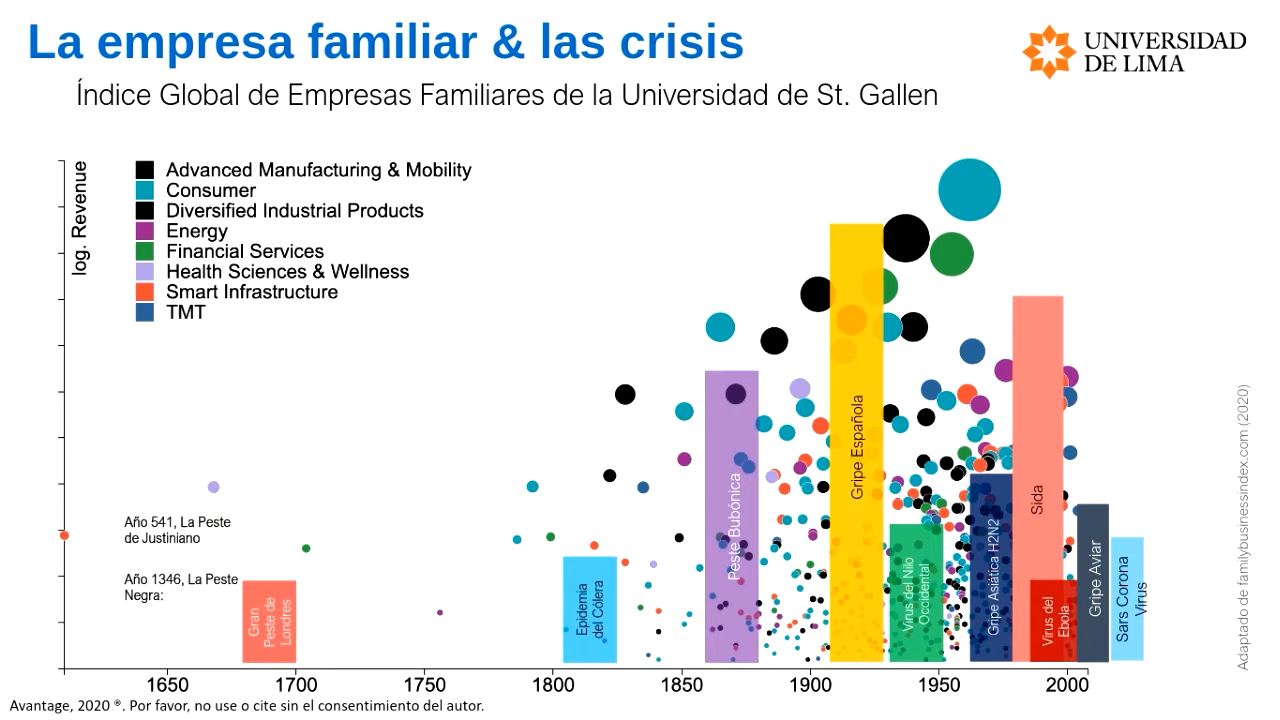 La empresa familiar & las crisis
UNIVERSIDAD
DE LIMA
Índice Global de Empresas Familiares de la Universidad de St. Gallen
log. Revenue
Advanced Manufacturing & Mobility
Consumer
Diversified Industrial Products
Energy
Financial Services
Health Sciences & Wellness
Smart Infrastructure
TMT
Año 541, La Peste
de Justiniano
Año 1346, La Peste
Negra:
Gran
Peste de
Londres
Epidemia
del Cólera
Peste Bubónica
Gripe Española
Virus del Nilo
Occidental
Gripe Asiática H2N2
Sida
Virus del
Ebola
Gripe Aviar
Sars Corona
Virus
1650
1700
1750
1800
1850
1900
1950
2000
Adaptado de familybusinessindex.com (2020)
Avantage, 2020 ®. Por favor, no use o cite sin el consentimiento del autor.